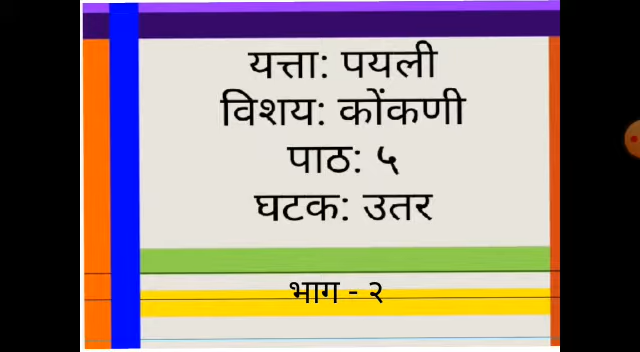 यत्ता: पयली
विशय: कोंकणी
पाठ: ५
घटक: उतर
भाग - २